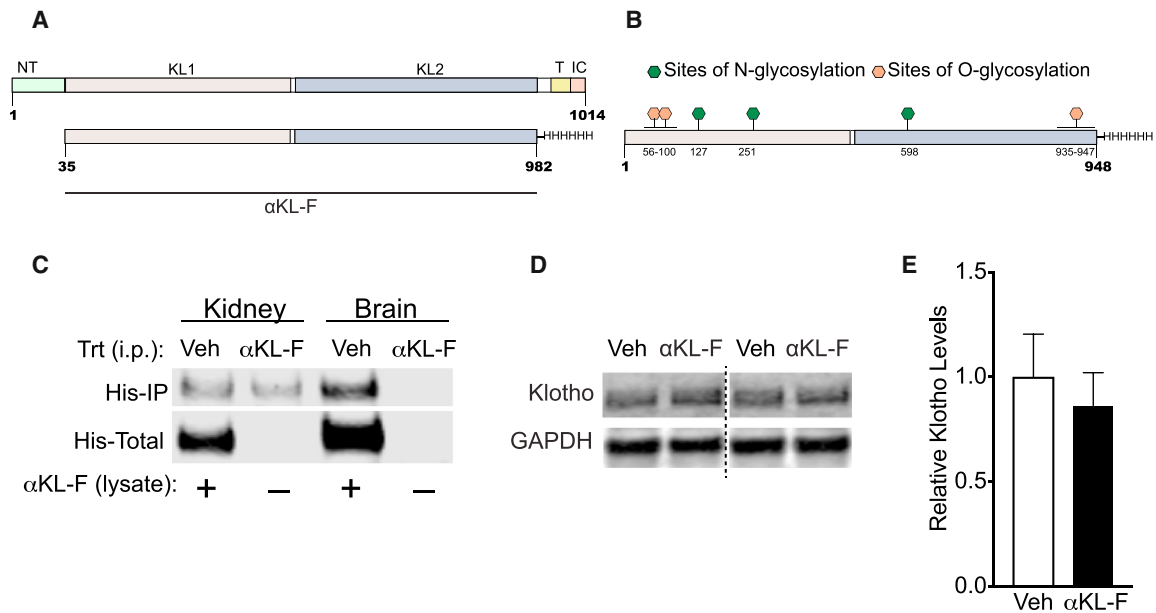 A
NT KL1 KL2 T IC
1 1014
HHHHHH
35 982
αKL-F
B
Sites of N-glycosylation Sites of O-glycosylation
HHHHHH
56-100 127 251 598 935-947
1 948
C
Kidney Brain
Trt (i.p.): Veh αKL-F Veh αKL-F
His-IP
His-Total
αKL-F (lysate): + − + −
D
Veh αKL-F Veh αKL-F
Klotho
GAPDH
E
Relative Klotho Levels
1.5
1.0
0.5
0.0
Veh αKL-F